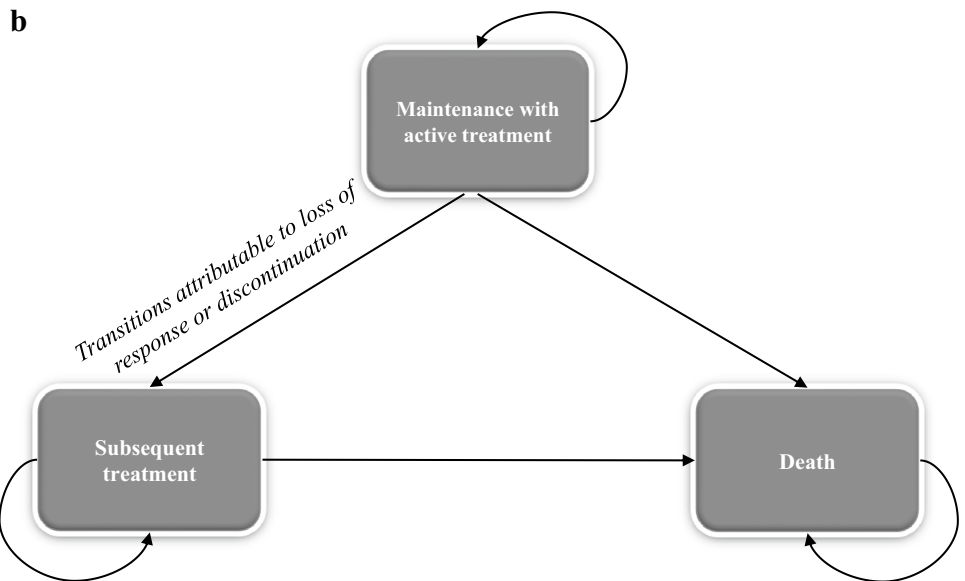 b
Maintenance with
active treatment
Transitions attributable to loss of
response or discontinuation
Subsequent
treatment
Death